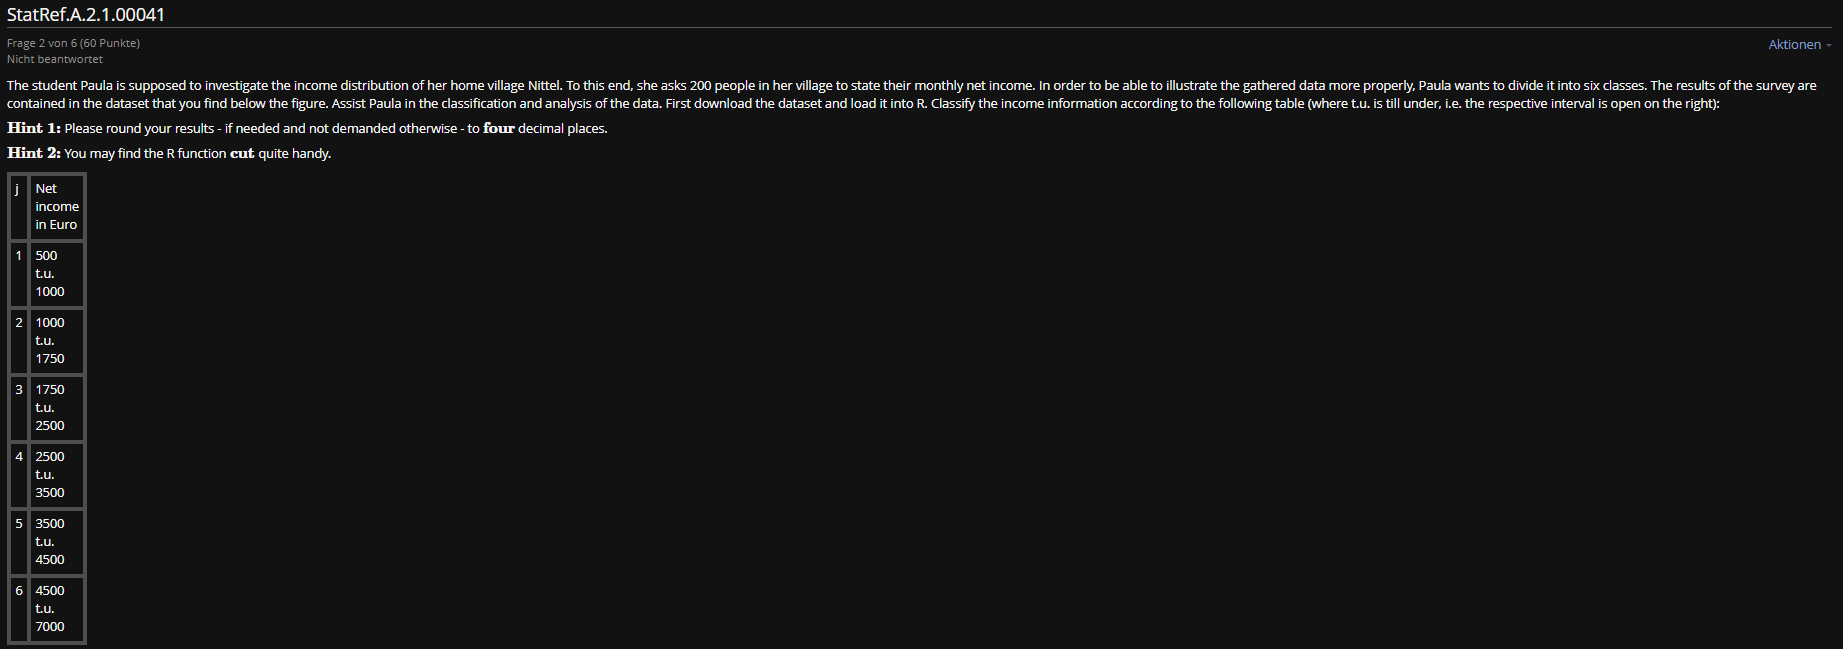 StatRef.A.2.1.00041
Frage 2 von 6 (60 Punkte)
Aktionen
Nicht beantwortet
The student Paula is supposed to investigate the income distribution of her home village Nittel. To this end, she asks 200 people in her village to state their monthly net income. In order to be able to illustrate the gathered data more properly, Paula wants to divide it into six classes. The results of the survey are
contained in the dataset that you find below the figure. Assist Paula in the classification and analysis of the data. First download the dataset and load it into R. Classify the income information according to the following table (where t.u. is till under, i.e. the respective interval is open on the right):
Hint 1: Please round your results - if needed and not demanded otherwise - to four decimal places.
Hint 2: You may find the R function cut quite handy.
j Net
income
in Euro
1 500
t.u.
1000
2 1000
t.u.
1750
3 1750
t.u.
2500
4 2500
t.u.
3500
5 3500
t.u.
4500
6 4500
t.u.
7000